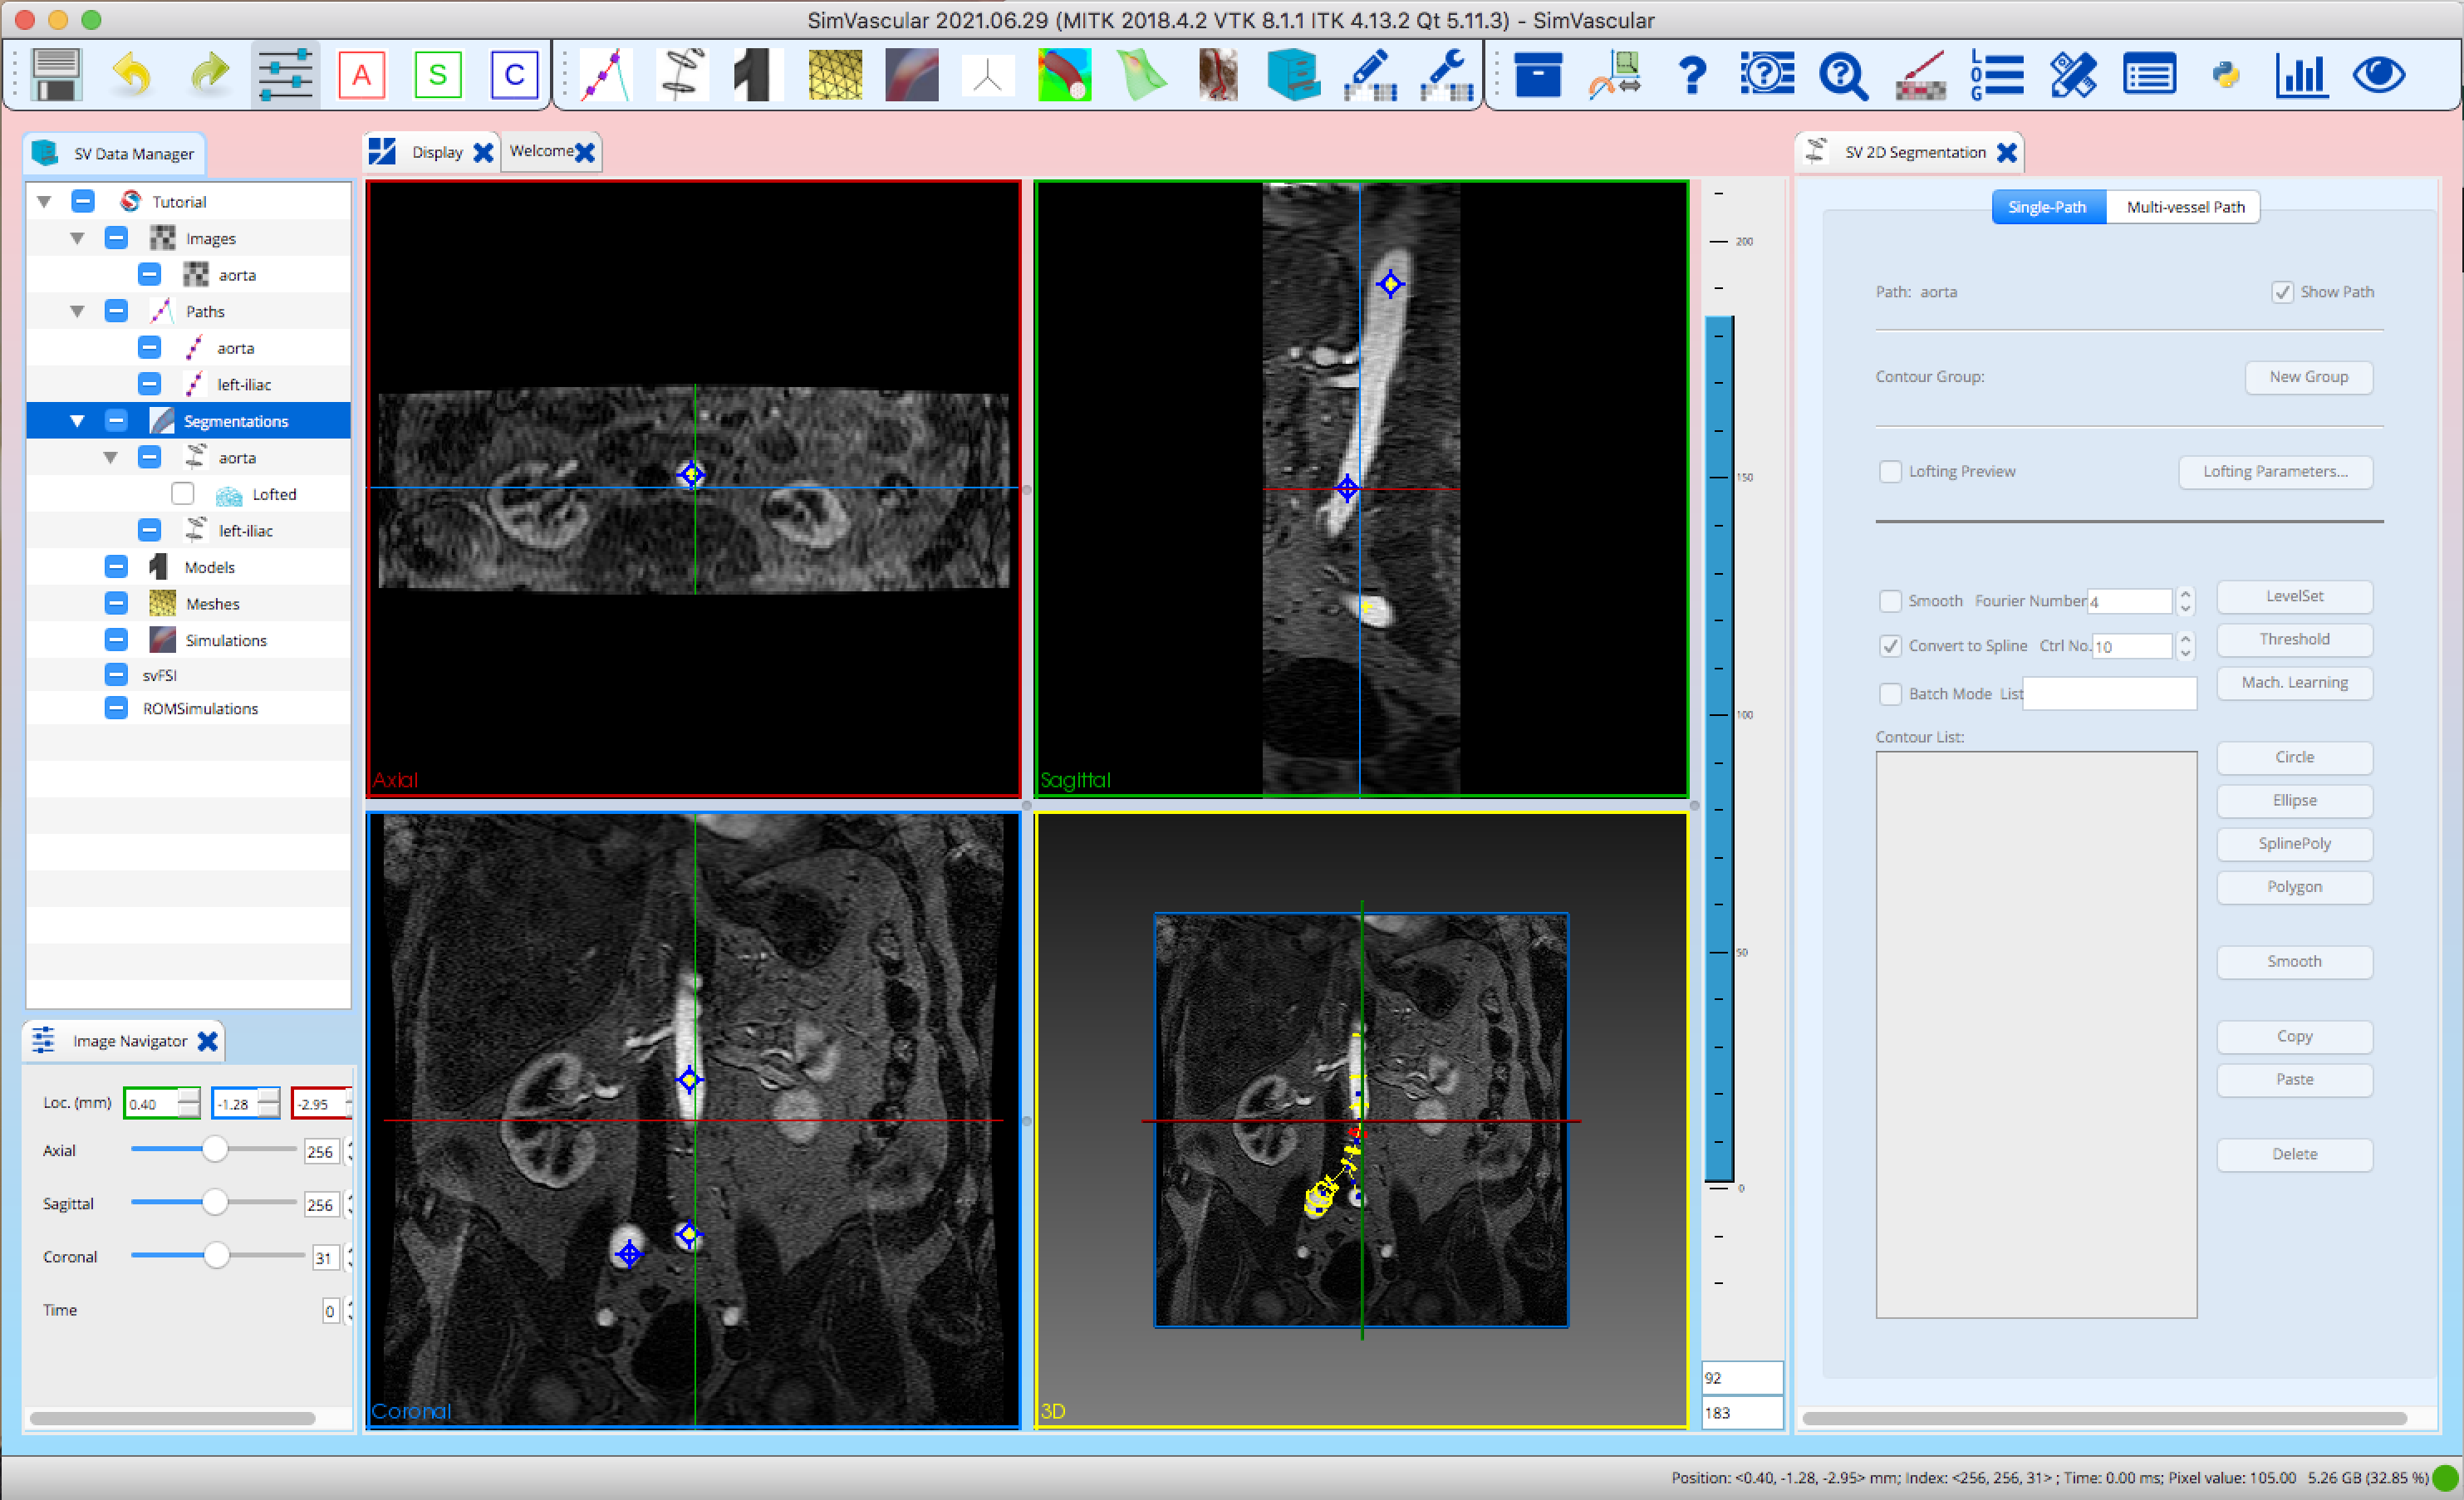 SimVascular 2021.06.29 (MITK 2018.4.2 VTK 8.1.1 ITK 4.13.2 Qt 5.11.3) - SimVascular
A S C
LOG
SV Data Manager
Tutorial
Images
aorta
Paths
aorta
left-iliac
Segmentations
aorta
Lofted
left-iliac
Models
Meshes
Simulations
svFSI
ROMSimulations
Image Navigator
Loc. (mm) 0.40 -1.28 -2.95
Axial 256
Sagittal 256
Coronal 31
Time 0
Display Welcome
Axial
Sagittal
Coronal
3D
200
150
100
50
0
92
183
SV 2D Segmentation
Single-Path Multi-vessel Path
Path: aorta Show Path
Contour Group: New Group
Lofting Preview Lofting Parameters...
Smooth Fourier Number 4 LevelSet
Convert to Spline Ctrl No. 10 Threshold
Batch Mode List Mach. Learning
Contour List:
Circle
Ellipse
SplinePoly
Polygon
Smooth
Copy
Paste
Delete
Position: <0.40, -1.28, -2.95> mm; Index: <256, 256, 31> ; Time: 0.00 ms; Pixel value: 105.00 5.26 GB (32.85 %)